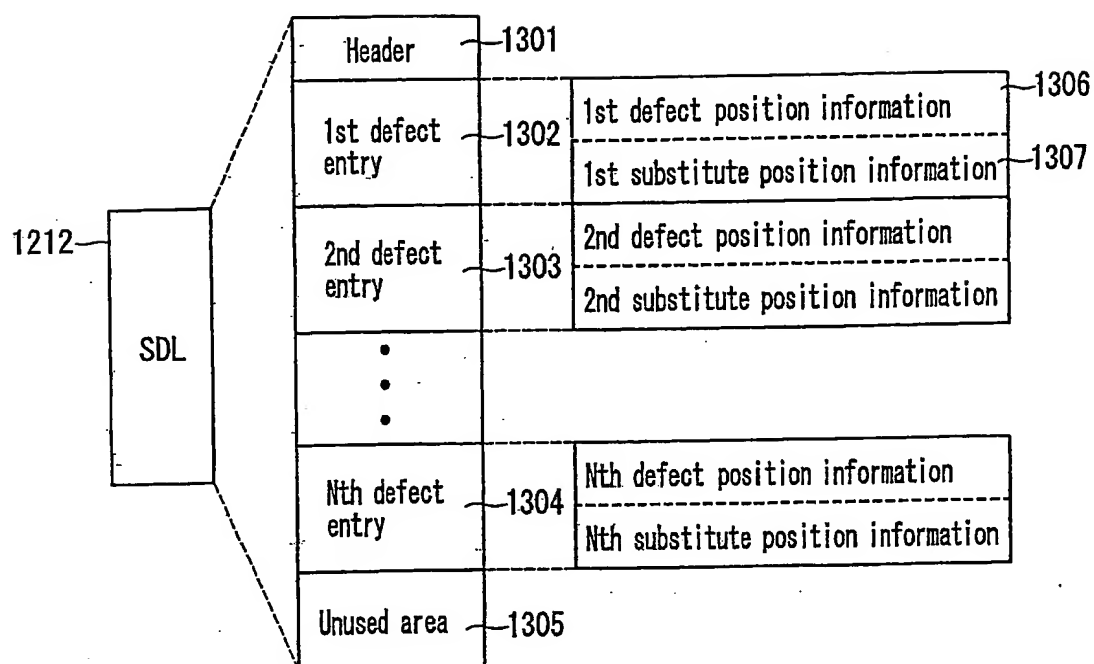 Header
1301
1st defect
entry
1302
1st defect position information
1306
1st substitute position information
1307
1212
SDL
2nd defect
entry
1303
2nd defect position information
2nd substitute position information
Nth defect
entry
1304
Nth defect position information
Nth substitute position information
Unused area
1305